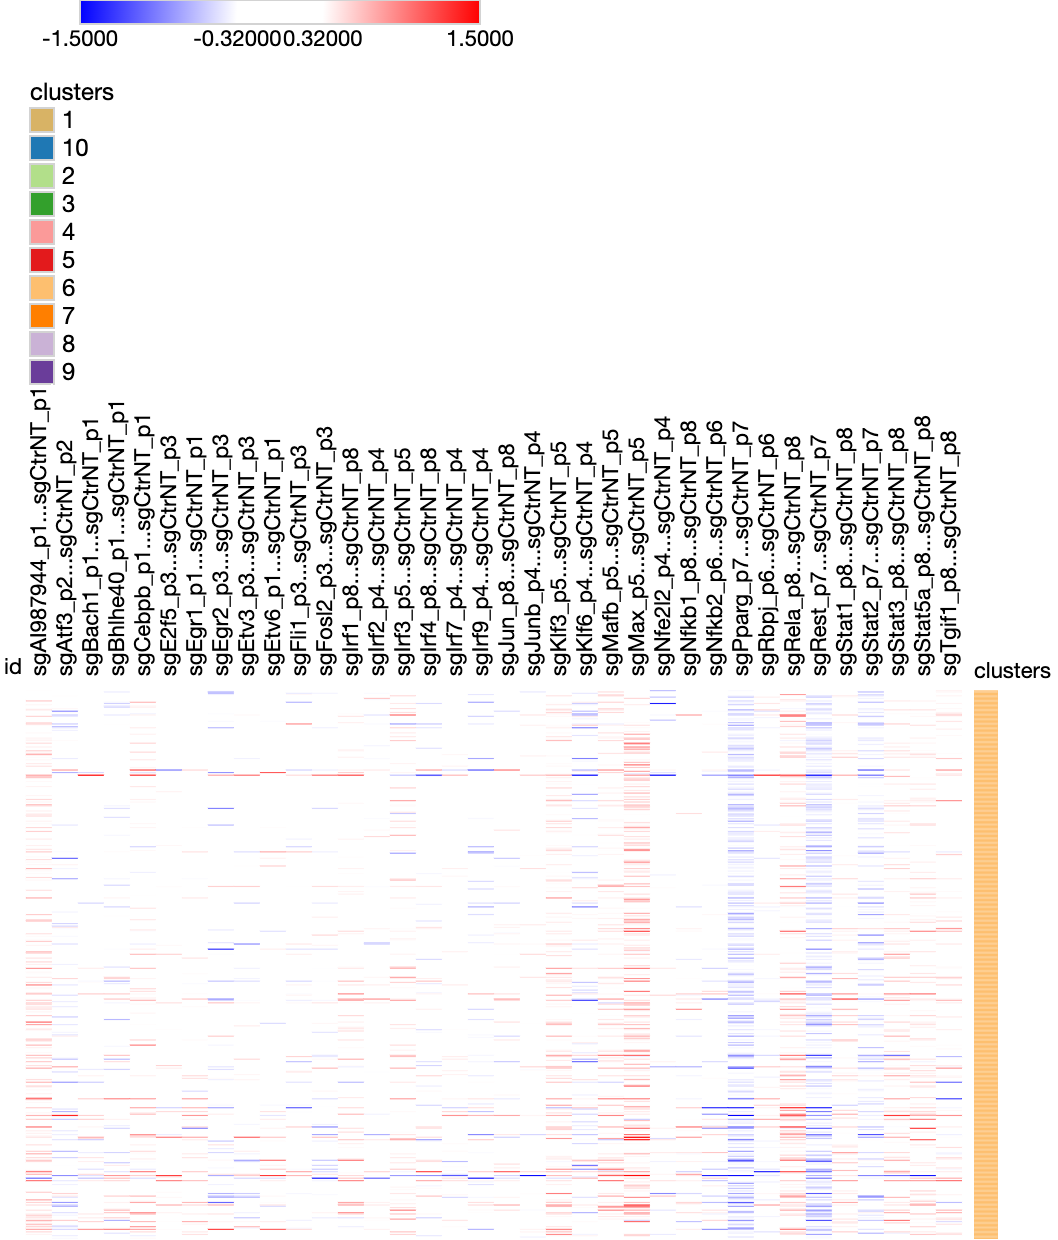 -1.5000 -0.32000 0.32000 1.5000
clusters
1
10
2
3
4
5
6
7
8
9
sgAI987944_p1...sgCtrNT_p1
sgAtf3_p2...sgCtrNT_p2
sgBach1_p1...sgCtrNT_p1
sgBhlhe40_p1...sgCtrNT_p1
sgCebpb_p1...sgCtrNT_p1
sgE2f5_p3...sgCtrNT_p3
sgEgr1_p1...sgCtrNT_p1
sgEgr2_p3...sgCtrNT_p3
sgEtv3_p3...sgCtrNT_p3
sgEtv6_p1...sgCtrNT_p1
sgFli1_p3...sgCtrNT_p3
sgFosl2_p3...sgCtrNT_p3
sgIrf1_p8...sgCtrNT_p8
sgIrf2_p4...sgCtrNT_p4
sgIrf3_p5...sgCtrNT_p5
sgIrf4_p8...sgCtrNT_p8
sgIrf7_p4...sgCtrNT_p4
sgIrf9_p4...sgCtrNT_p4
sgJun_p8...sgCtrNT_p8
sgJunb_p4...sgCtrNT_p4
sgKlf3_p5...sgCtrNT_p5
sgKlf6_p4...sgCtrNT_p4
sgMafb_p5...sgCtrNT_p5
sgMax_p5...sgCtrNT_p5
sgNfe2l2_p4...sgCtrNT_p4
sgNfkb1_p8...sgCtrNT_p8
sgNfkb2_p6...sgCtrNT_p6
sgPparg_p7...sgCtrNT_p7
sgRbpj_p6...sgCtrNT_p6
sgRela_p8...sgCtrNT_p8
sgRest_p7...sgCtrNT_p7
sgStat1_p8...sgCtrNT_p8
sgStat2_p7...sgCtrNT_p7
sgStat3_p8...sgCtrNT_p8
sgStat5a_p8...sgCtrNT_p8
sgTgif1_p8...sgCtrNT_p8
id
clusters